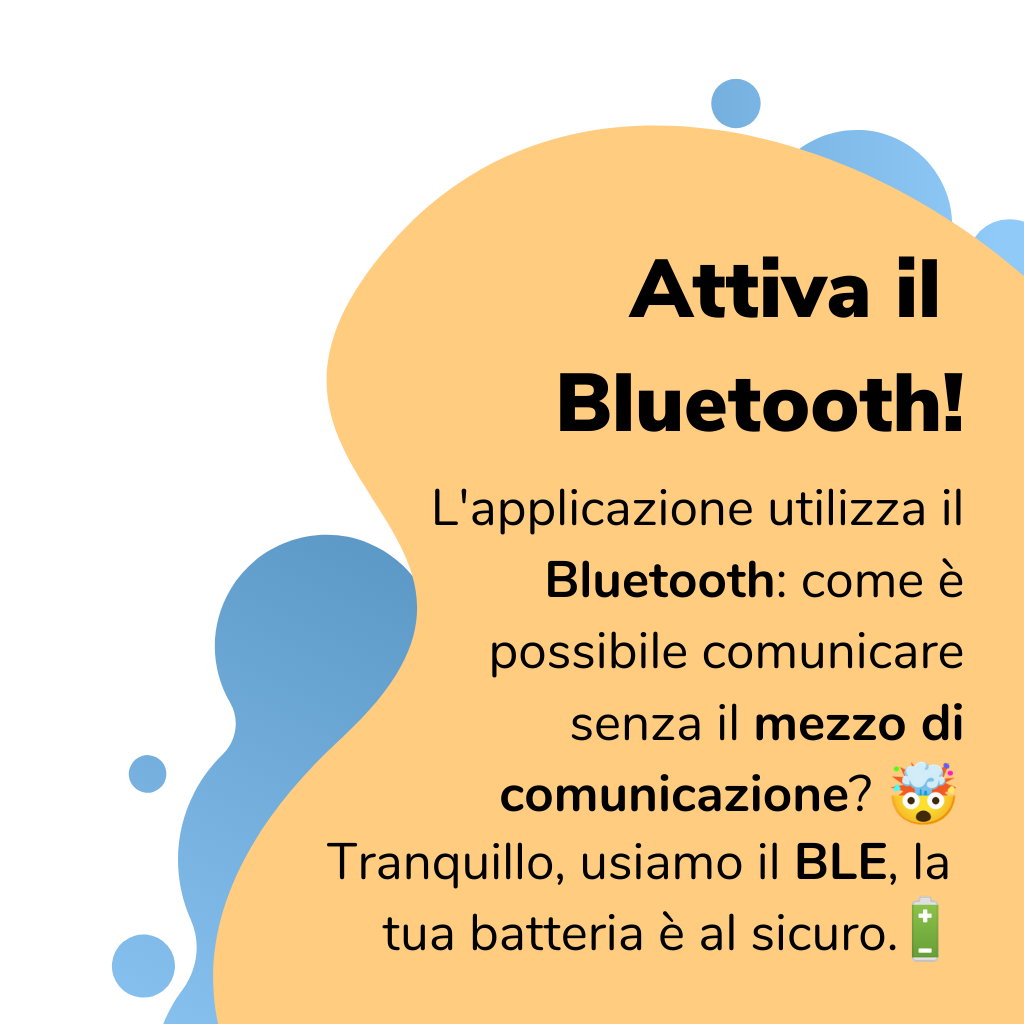 Attiva il
Bluetooth!
L'applicazione utilizza il
Bluetooth: come è
possibile comunicare
senza il mezzo di
comunicazione? 🤯
Tranquillo, usiamo il BLE, la
tua batteria è al sicuro.🔋